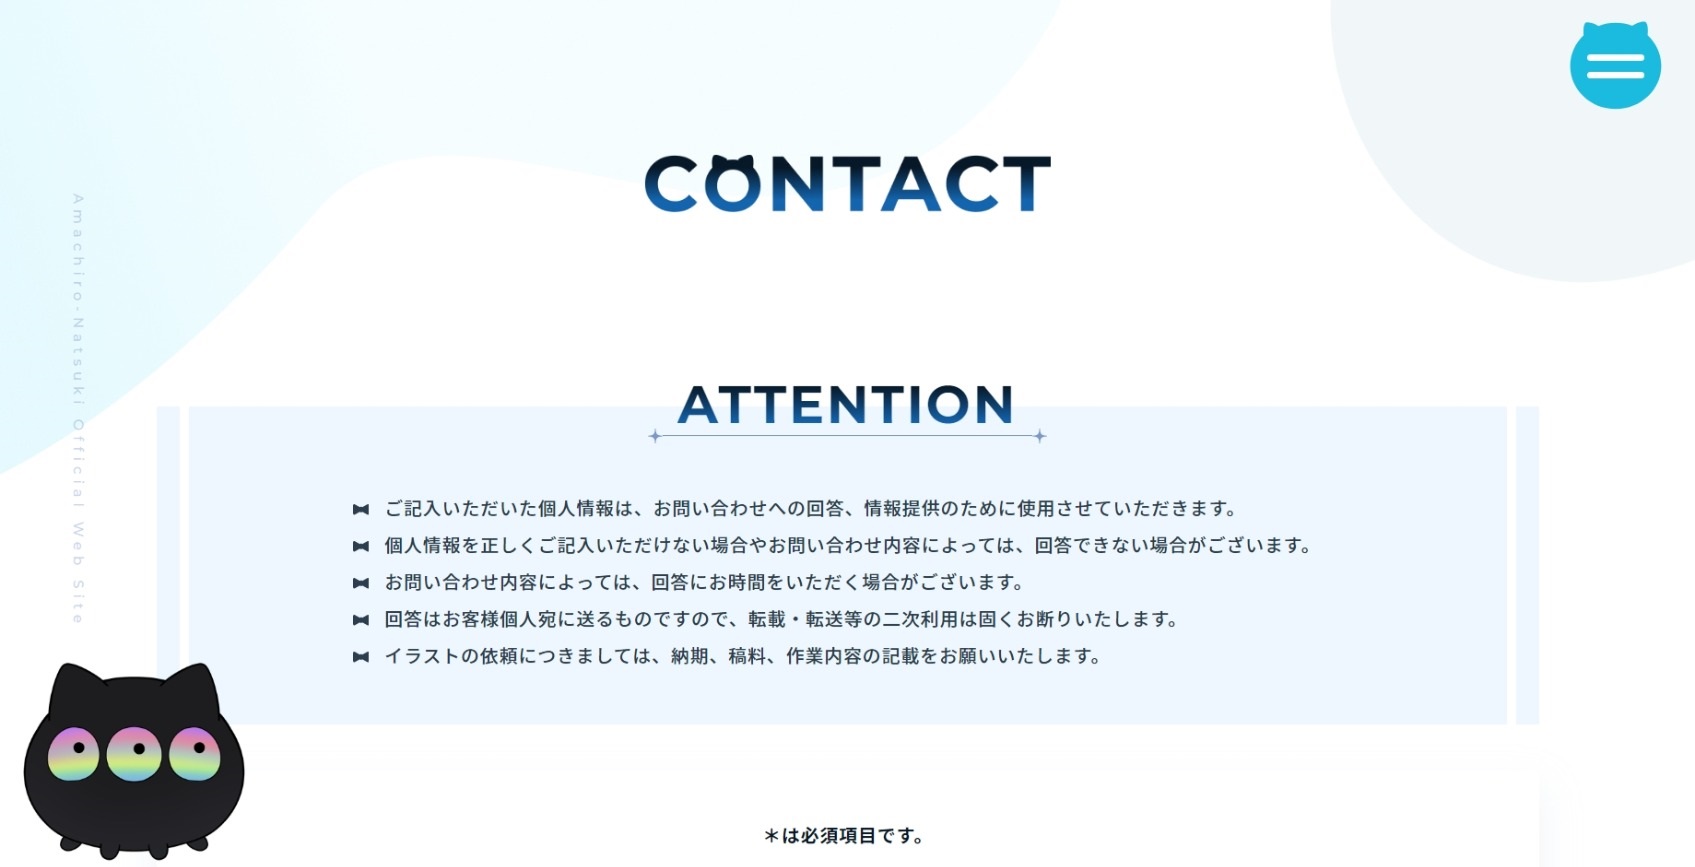 CONTACT
Amachiro-Natsuki Official Web Site
ATTENTION
ご記入いただいた個人情報は、お問い合わせへの回答、情報提供のために使用させていただきます。
個人情報を正しくご記入いただけない場合やお問い合わせ内容によっては、回答できない場合がございます。
お問い合わせ内容によっては、回答にお時間をいただく場合がございます。
回答はお客様個人宛に送るものですので、転載・転送等の二次利用は固くお断りいたします。
イラストの依頼につきましては、納期、稿料、作業内容の記載をお願いいたします。
＊は必須項目です。